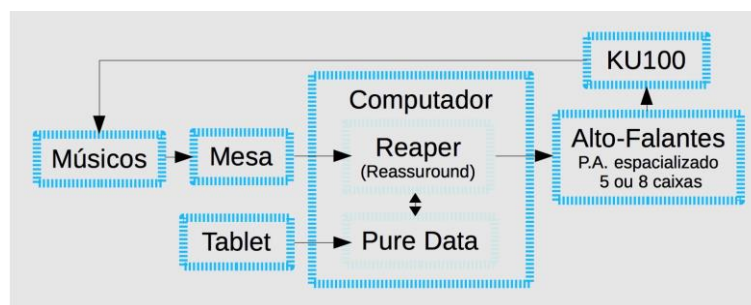 KU100
Computador
Músicos
Mesa
Reaper
(Reassuround)
Alto-Falantes
P.A. espacializado
5 ou 8 caixas
Tablet
Pure Data